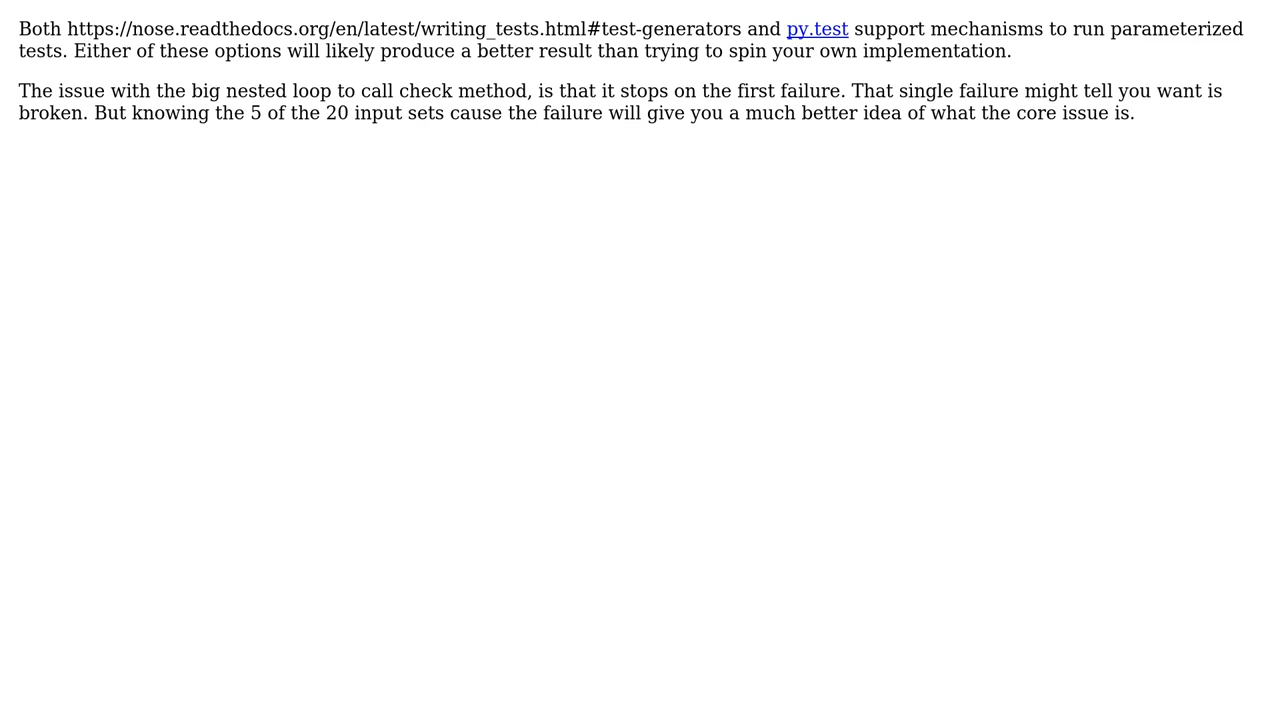 Both https://nose.readthedocs.org/en/latest/writing_tests.html#test-generators and py.test support mechanisms to run parameterized
tests. Either of these options will likely produce a better result than trying to spin your own implementation.
The issue with the big nested loop to call check method, is that it stops on the first failure. That single failure might tell you want is
broken. But knowing the 5 of the 20 input sets cause the failure will give you a much better idea of what the core issue is.